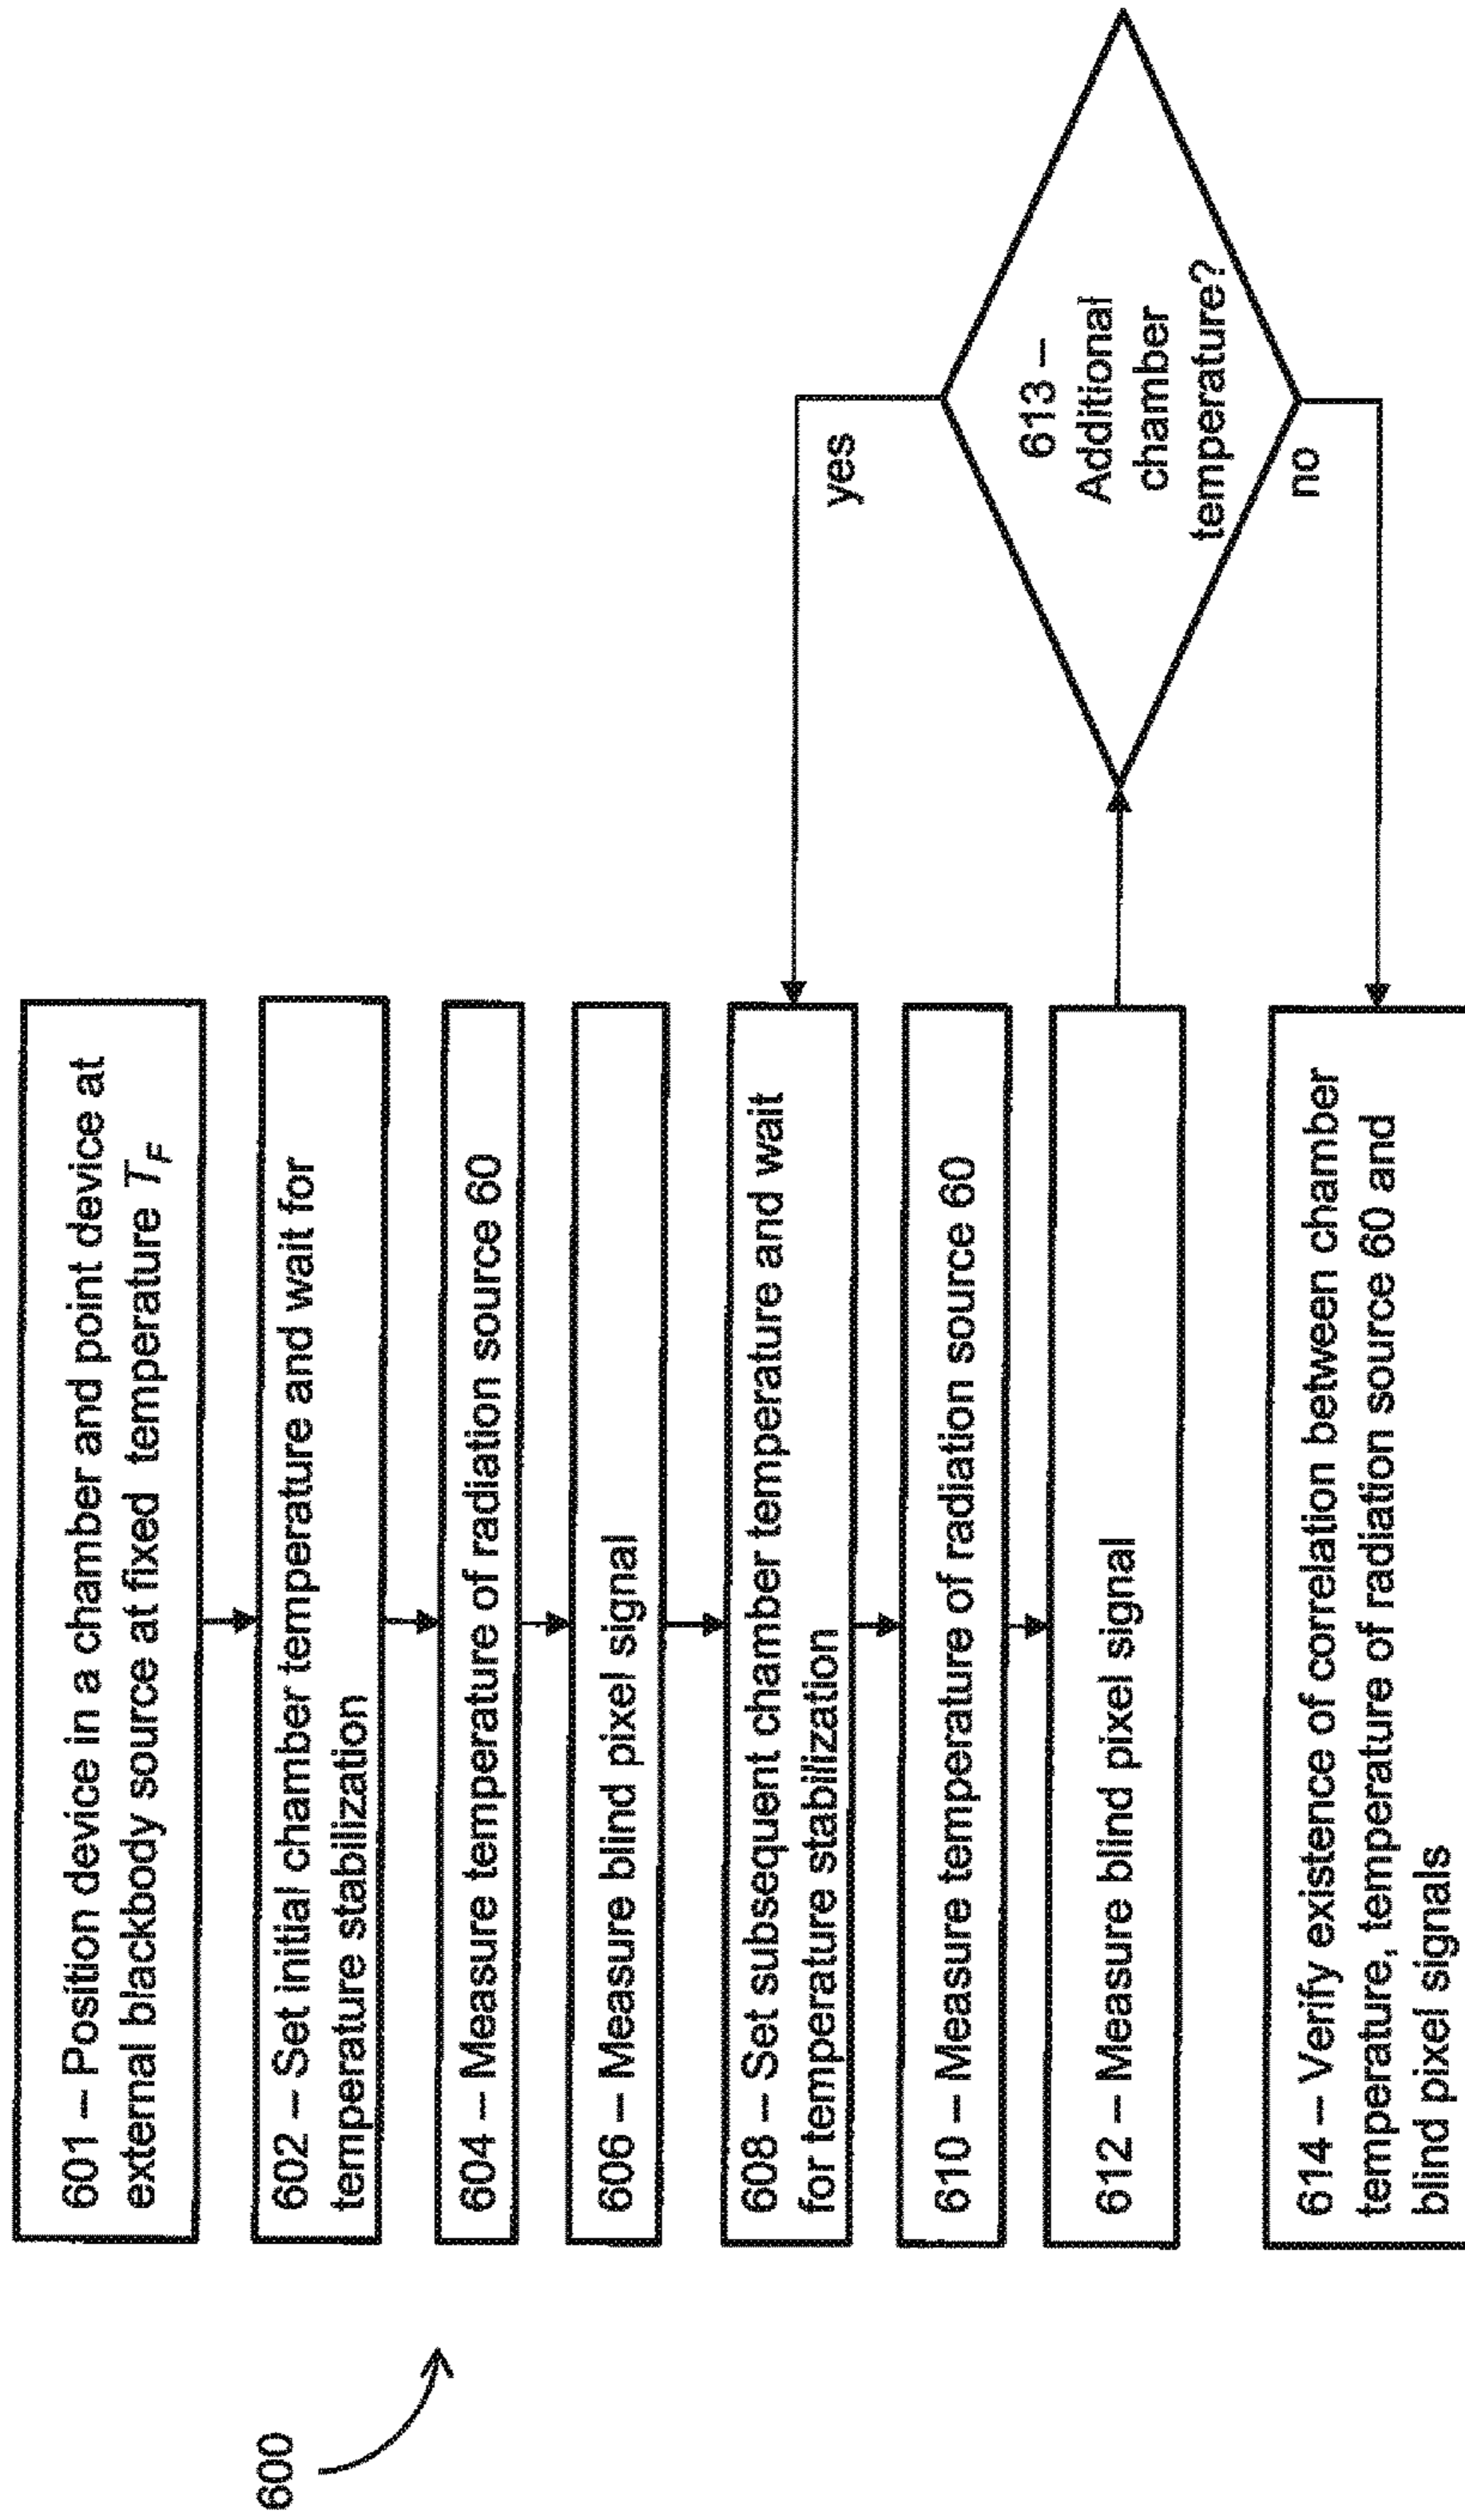 600
601 – Position device in a chamber and point device at
external blackbody source at fixed temperature T_F
602 – Set initial chamber temperature and wait for
temperature stabilization
604 – Measure temperature of radiation source 60
606 – Measure blind pixel signal
608 – Set subsequent chamber temperature and wait
for temperature stabilization
610 – Measure temperature of radiation source 60
612 – Measure blind pixel signal
613 –
Additional
chamber
temperature?
yes
no
614 – Verify existence of correlation between chamber
temperature, temperature of radiation source 60 and
blind pixel signals